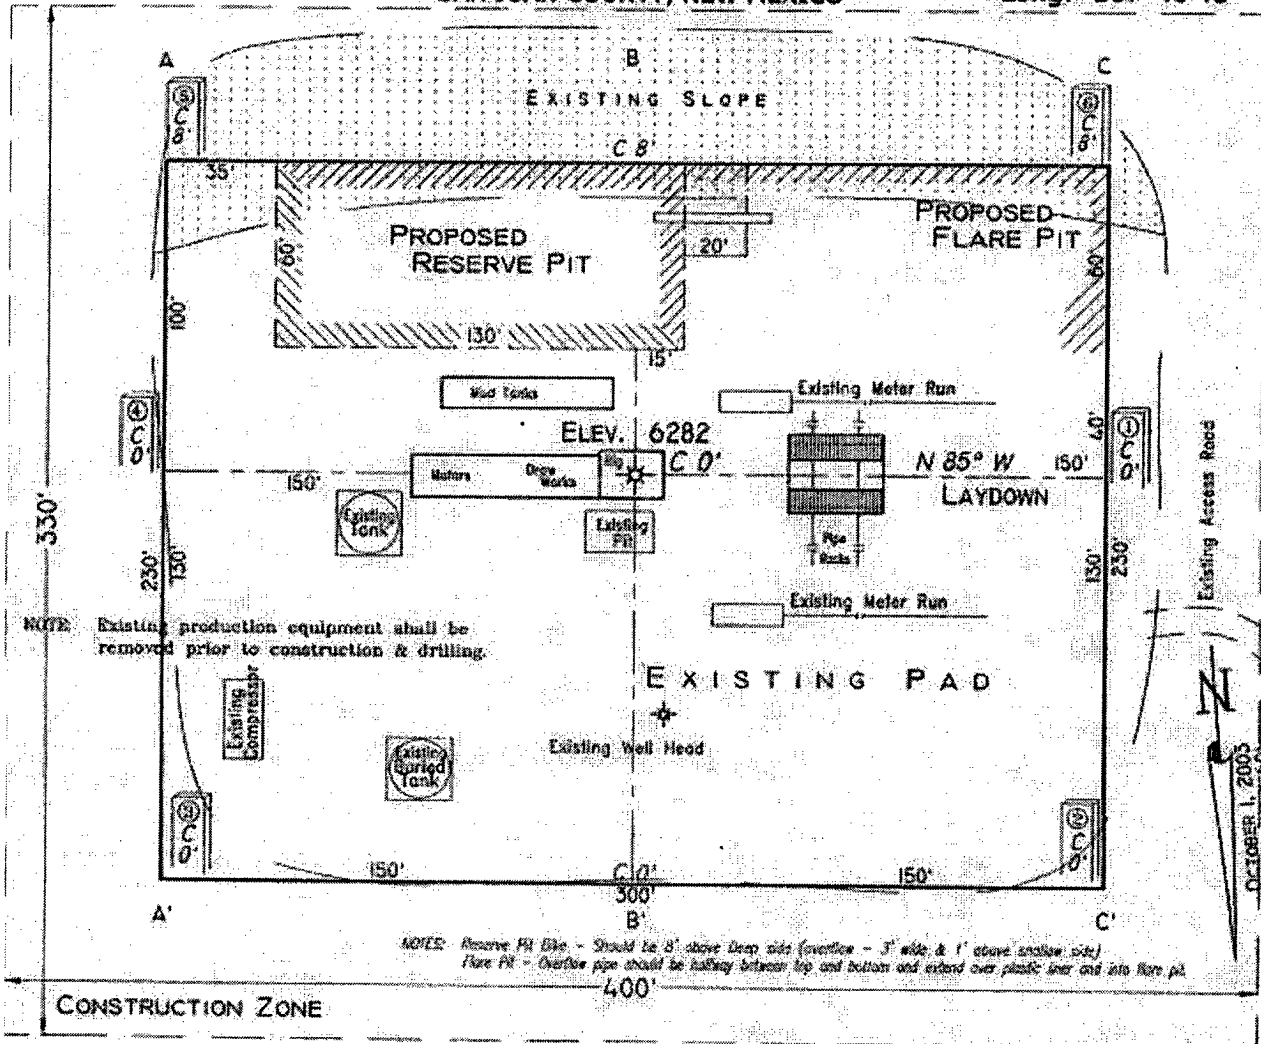 A
B
C
EXISTING SLOPE
5
C
8'
6
C
8'
C 8'
35'
60'
PROPOSED
RESERVE PIT
20'
PROPOSED
FLARE PIT
60'
100'
130'
15'
Mud Tanks
Existing Meter Run
4
C
0'
ELEV. 6282
C 0'
Rig
Motors
Draw
Works
N 85° W
150'
LAYDOWN
40'
1
C
0'
150'
Existing
Tank
Existing
Pit
Pipe
Racks
Existing Access Road
330'
230'
130'
130'
230'
Existing Meter Run
NOTE: Existing production equipment shall be
removed prior to construction & drilling.
EXISTING PAD
N
Existing
Compressor
Existing
Buried
Tank
Existing Well Head
OCTOBER 1, 2003
3
C
0'
2
C
0'
150'
C 0'
300'
150'
A'
B'
C'
NOTES: Reserve Pit Dike - Should be 8' above Deep side (overflow - 3' wide & 1' above shallow side)
Flare Pit - Overflow pipe should be halfway between top and bottom and extend over plastic liner and into flare pit.
400'
CONSTRUCTION ZONE